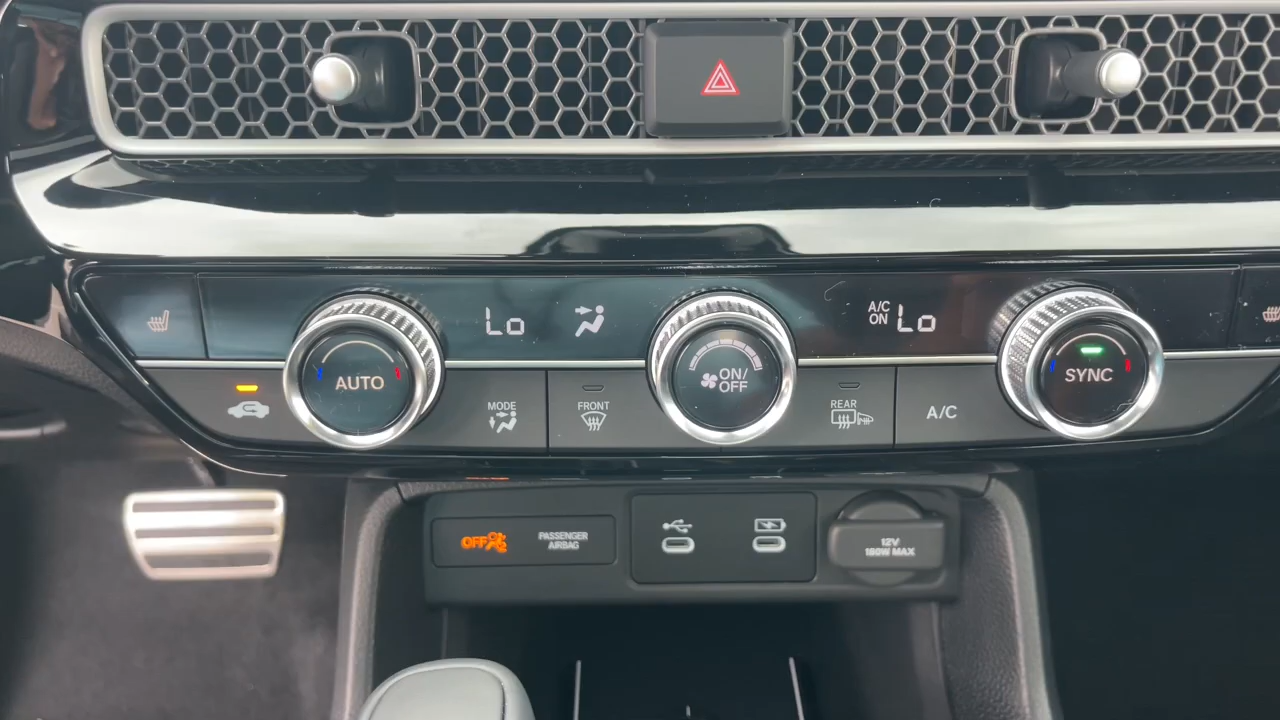 Lo
A/C
ON
Lo
AUTO
ON/
OFF
SYNC
MODE
FRONT
REAR
A/C
OFF
PASSENGER
AIRBAG
12V
180W MAX